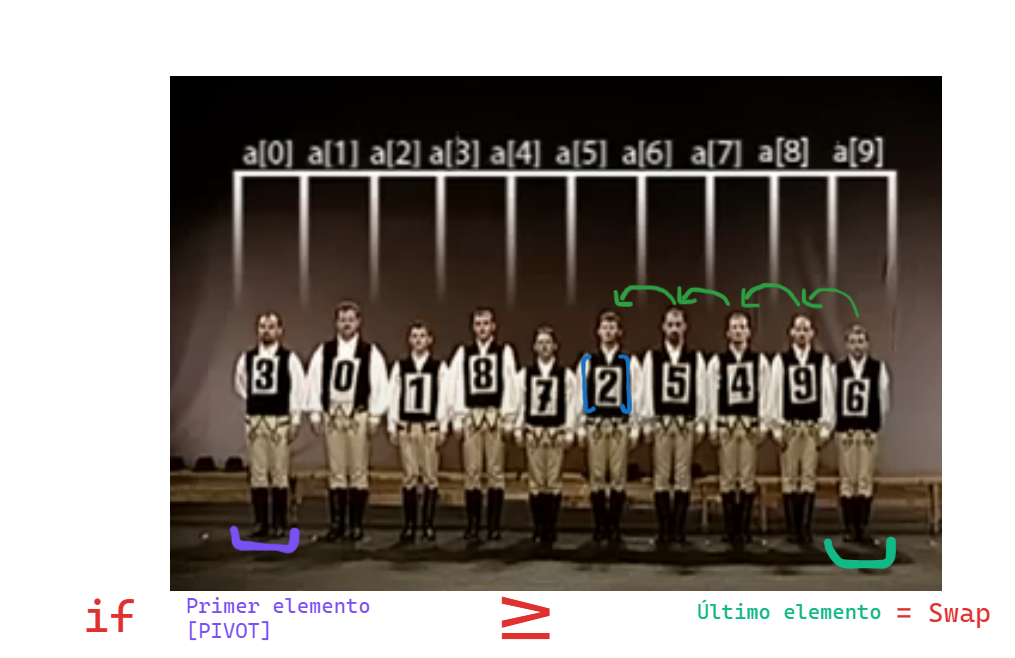 a[0] a[1] a[2] a[3] a[4] a[5] a[6] a[7] a[8] a[9]
3 0 1 8 7 [2] 5 4 9 6
if Primer elemento ≥ Último elemento = Swap
[PIVOT]